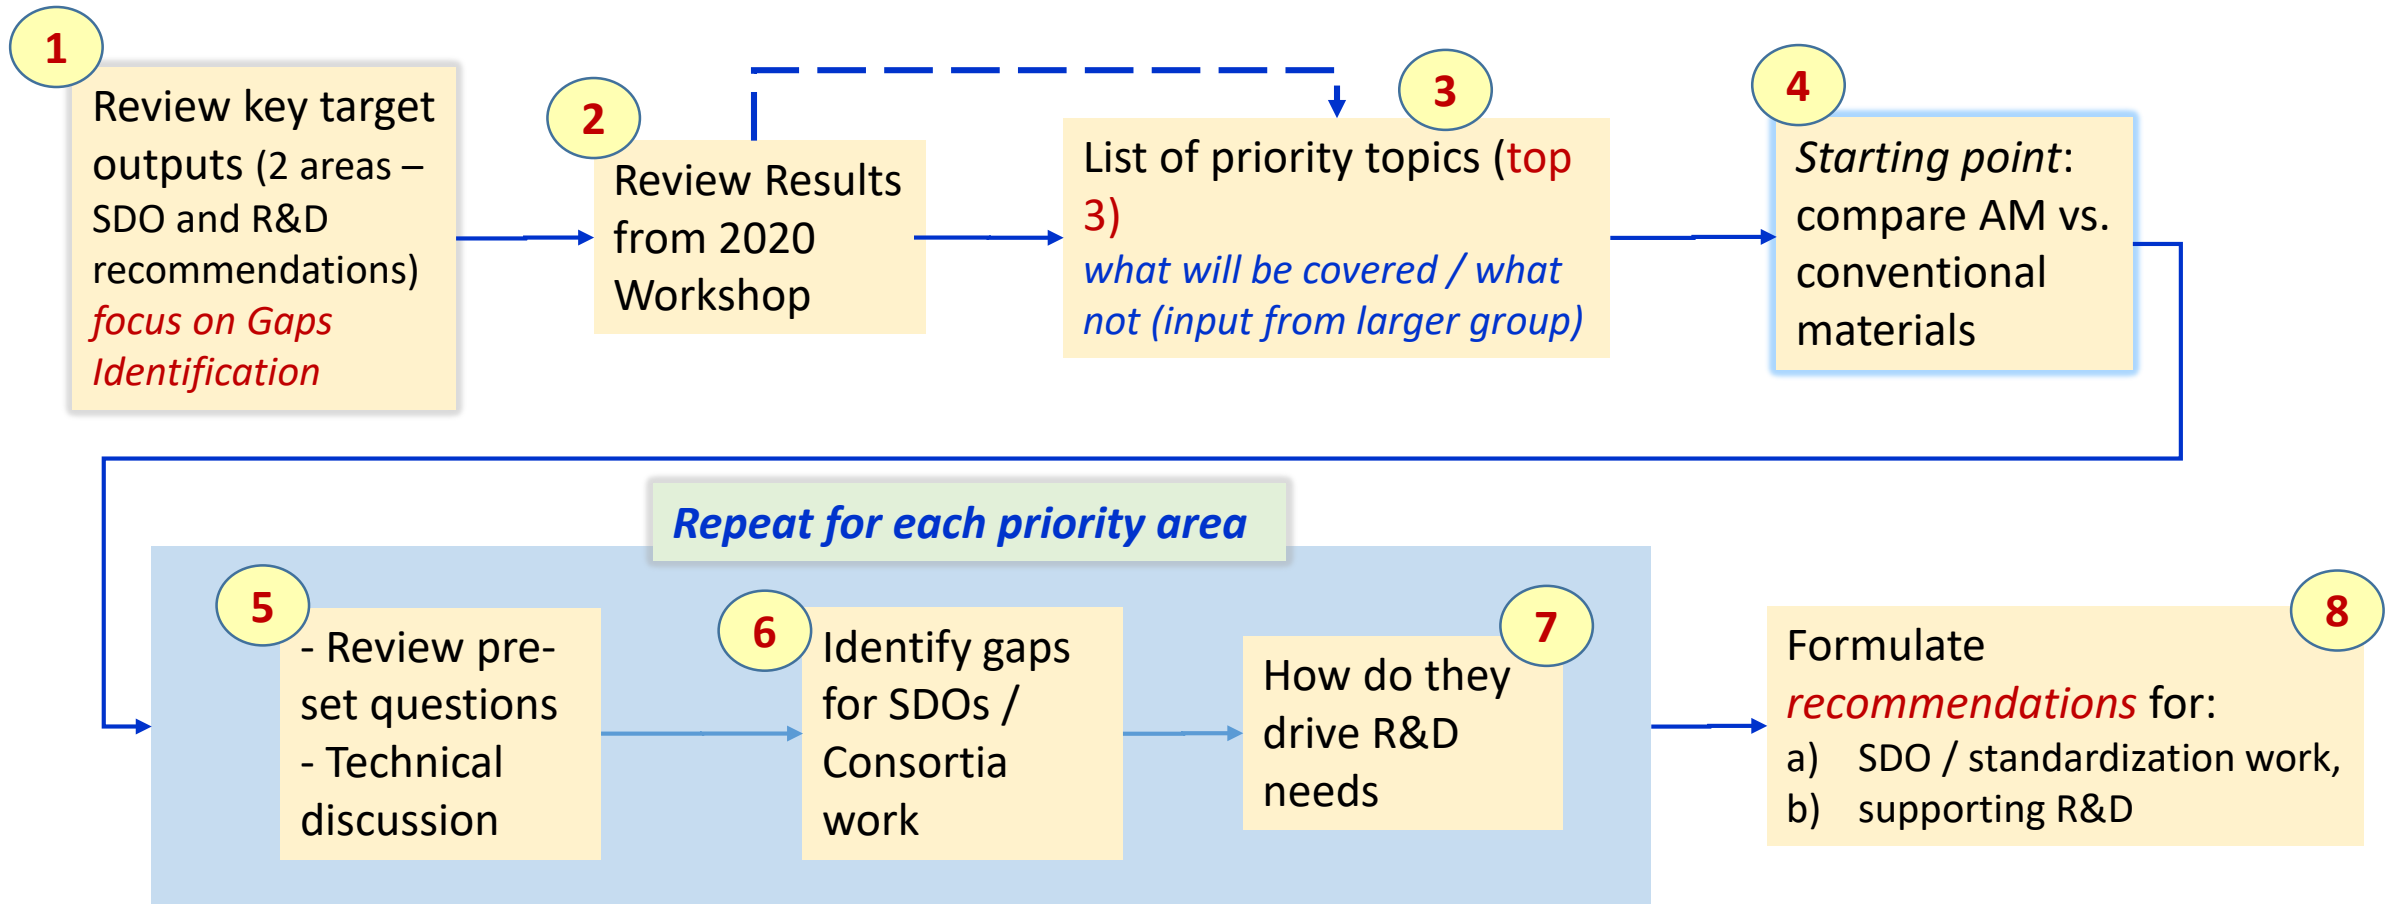 1
Review key target
outputs (2 areas –
SDO and R&D
recommendations)
focus on Gaps
Identification
2
Review Results
from 2020
Workshop
3
List of priority topics (top
3)
what will be covered / what
not (input from larger group)
4
Starting point:
compare AM vs.
conventional
materials
Repeat for each priority area
5
- Review pre-
set questions
- Technical
discussion
6
Identify gaps
for SDOs /
Consortia
work
7
How do they
drive R&D
needs
8
Formulate
recommendations for:
a) SDO / standardization work,
b) supporting R&D